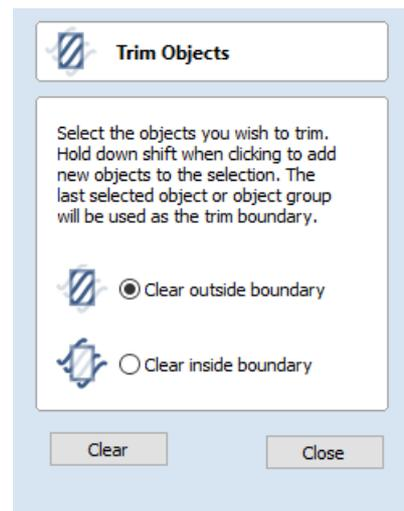 Trim Objects
Select the objects you wish to trim.
Hold down shift when clicking to add
new objects to the selection. The
last selected object or object group
will be used as the trim boundary.
Clear outside boundary
Clear inside boundary
Clear
Close